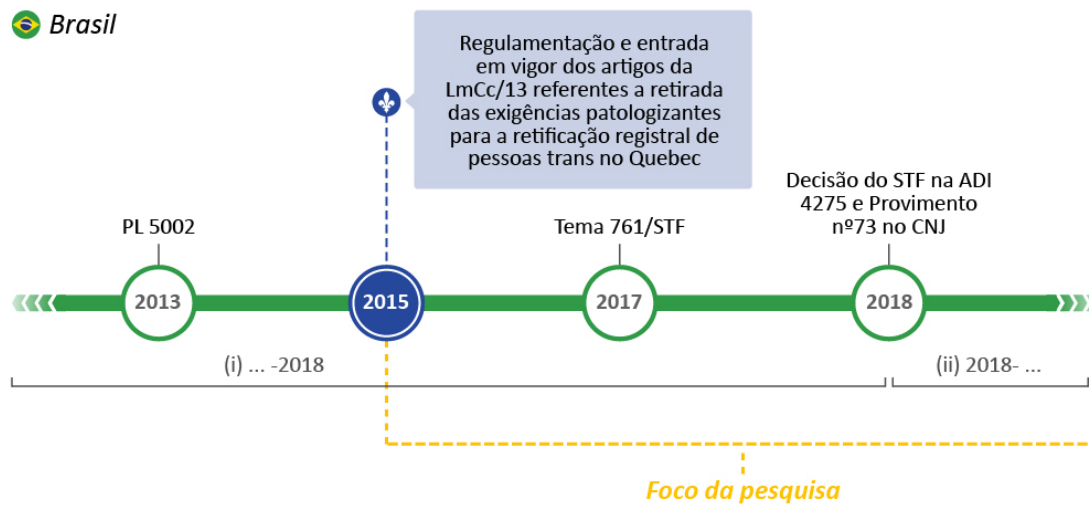 Brasil
Regulamentação e entrada
em vigor dos artigos da
LmCc/13 referentes a retirada
das exigências patologizantes
para a retificação registral de
pessoas trans no Quebec
PL 5002
Tema 761/STF
Decisão do STF na ADI
4275 e Provimento
nº73 no CNJ
2013
2015
2017
2018
(i) ... -2018
(ii) 2018- ...
Foco da pesquisa